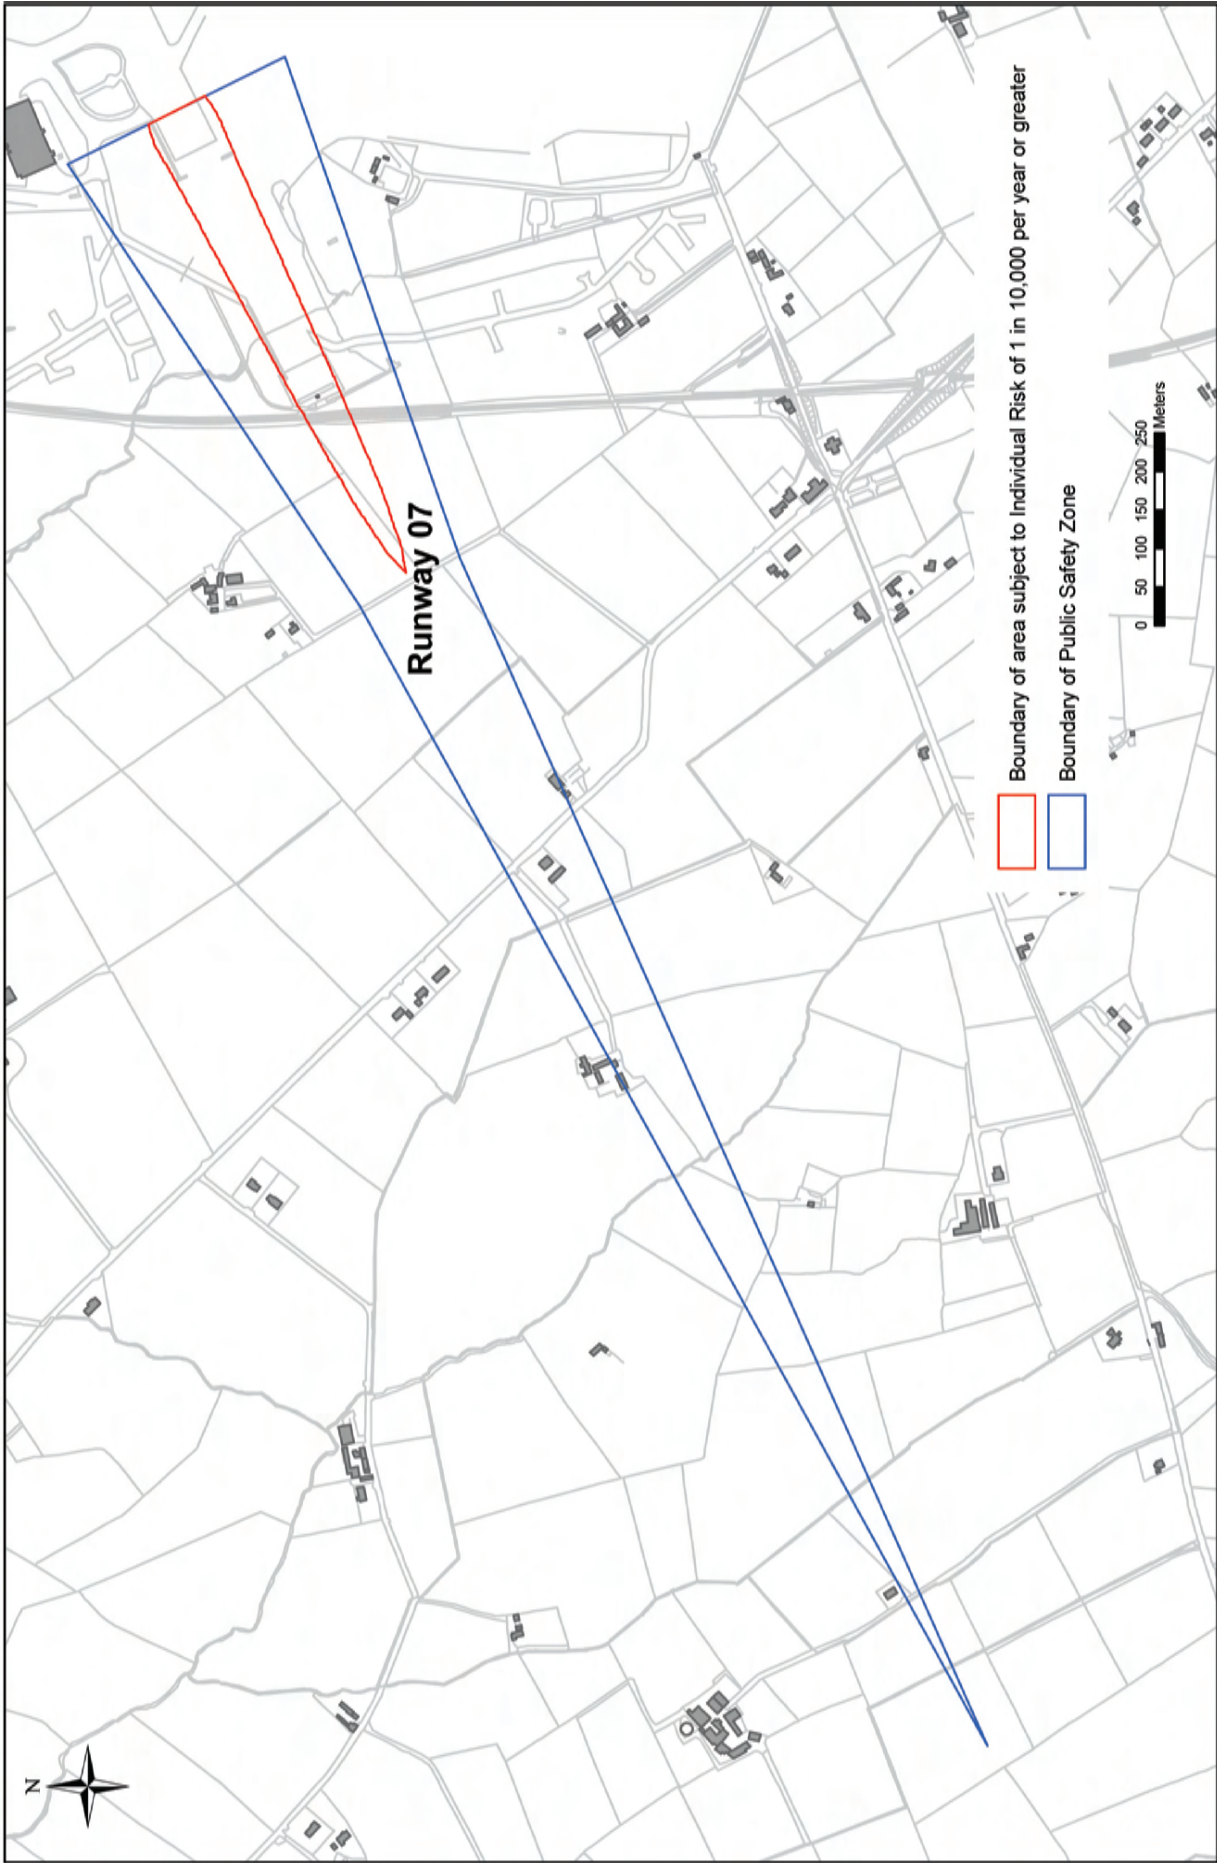 N
Runway 07
Boundary of area subject to Individual Risk of 1 in 10,000 per year or greater
Boundary of Public Safety Zone
0 50 100 150 200 250
Meters